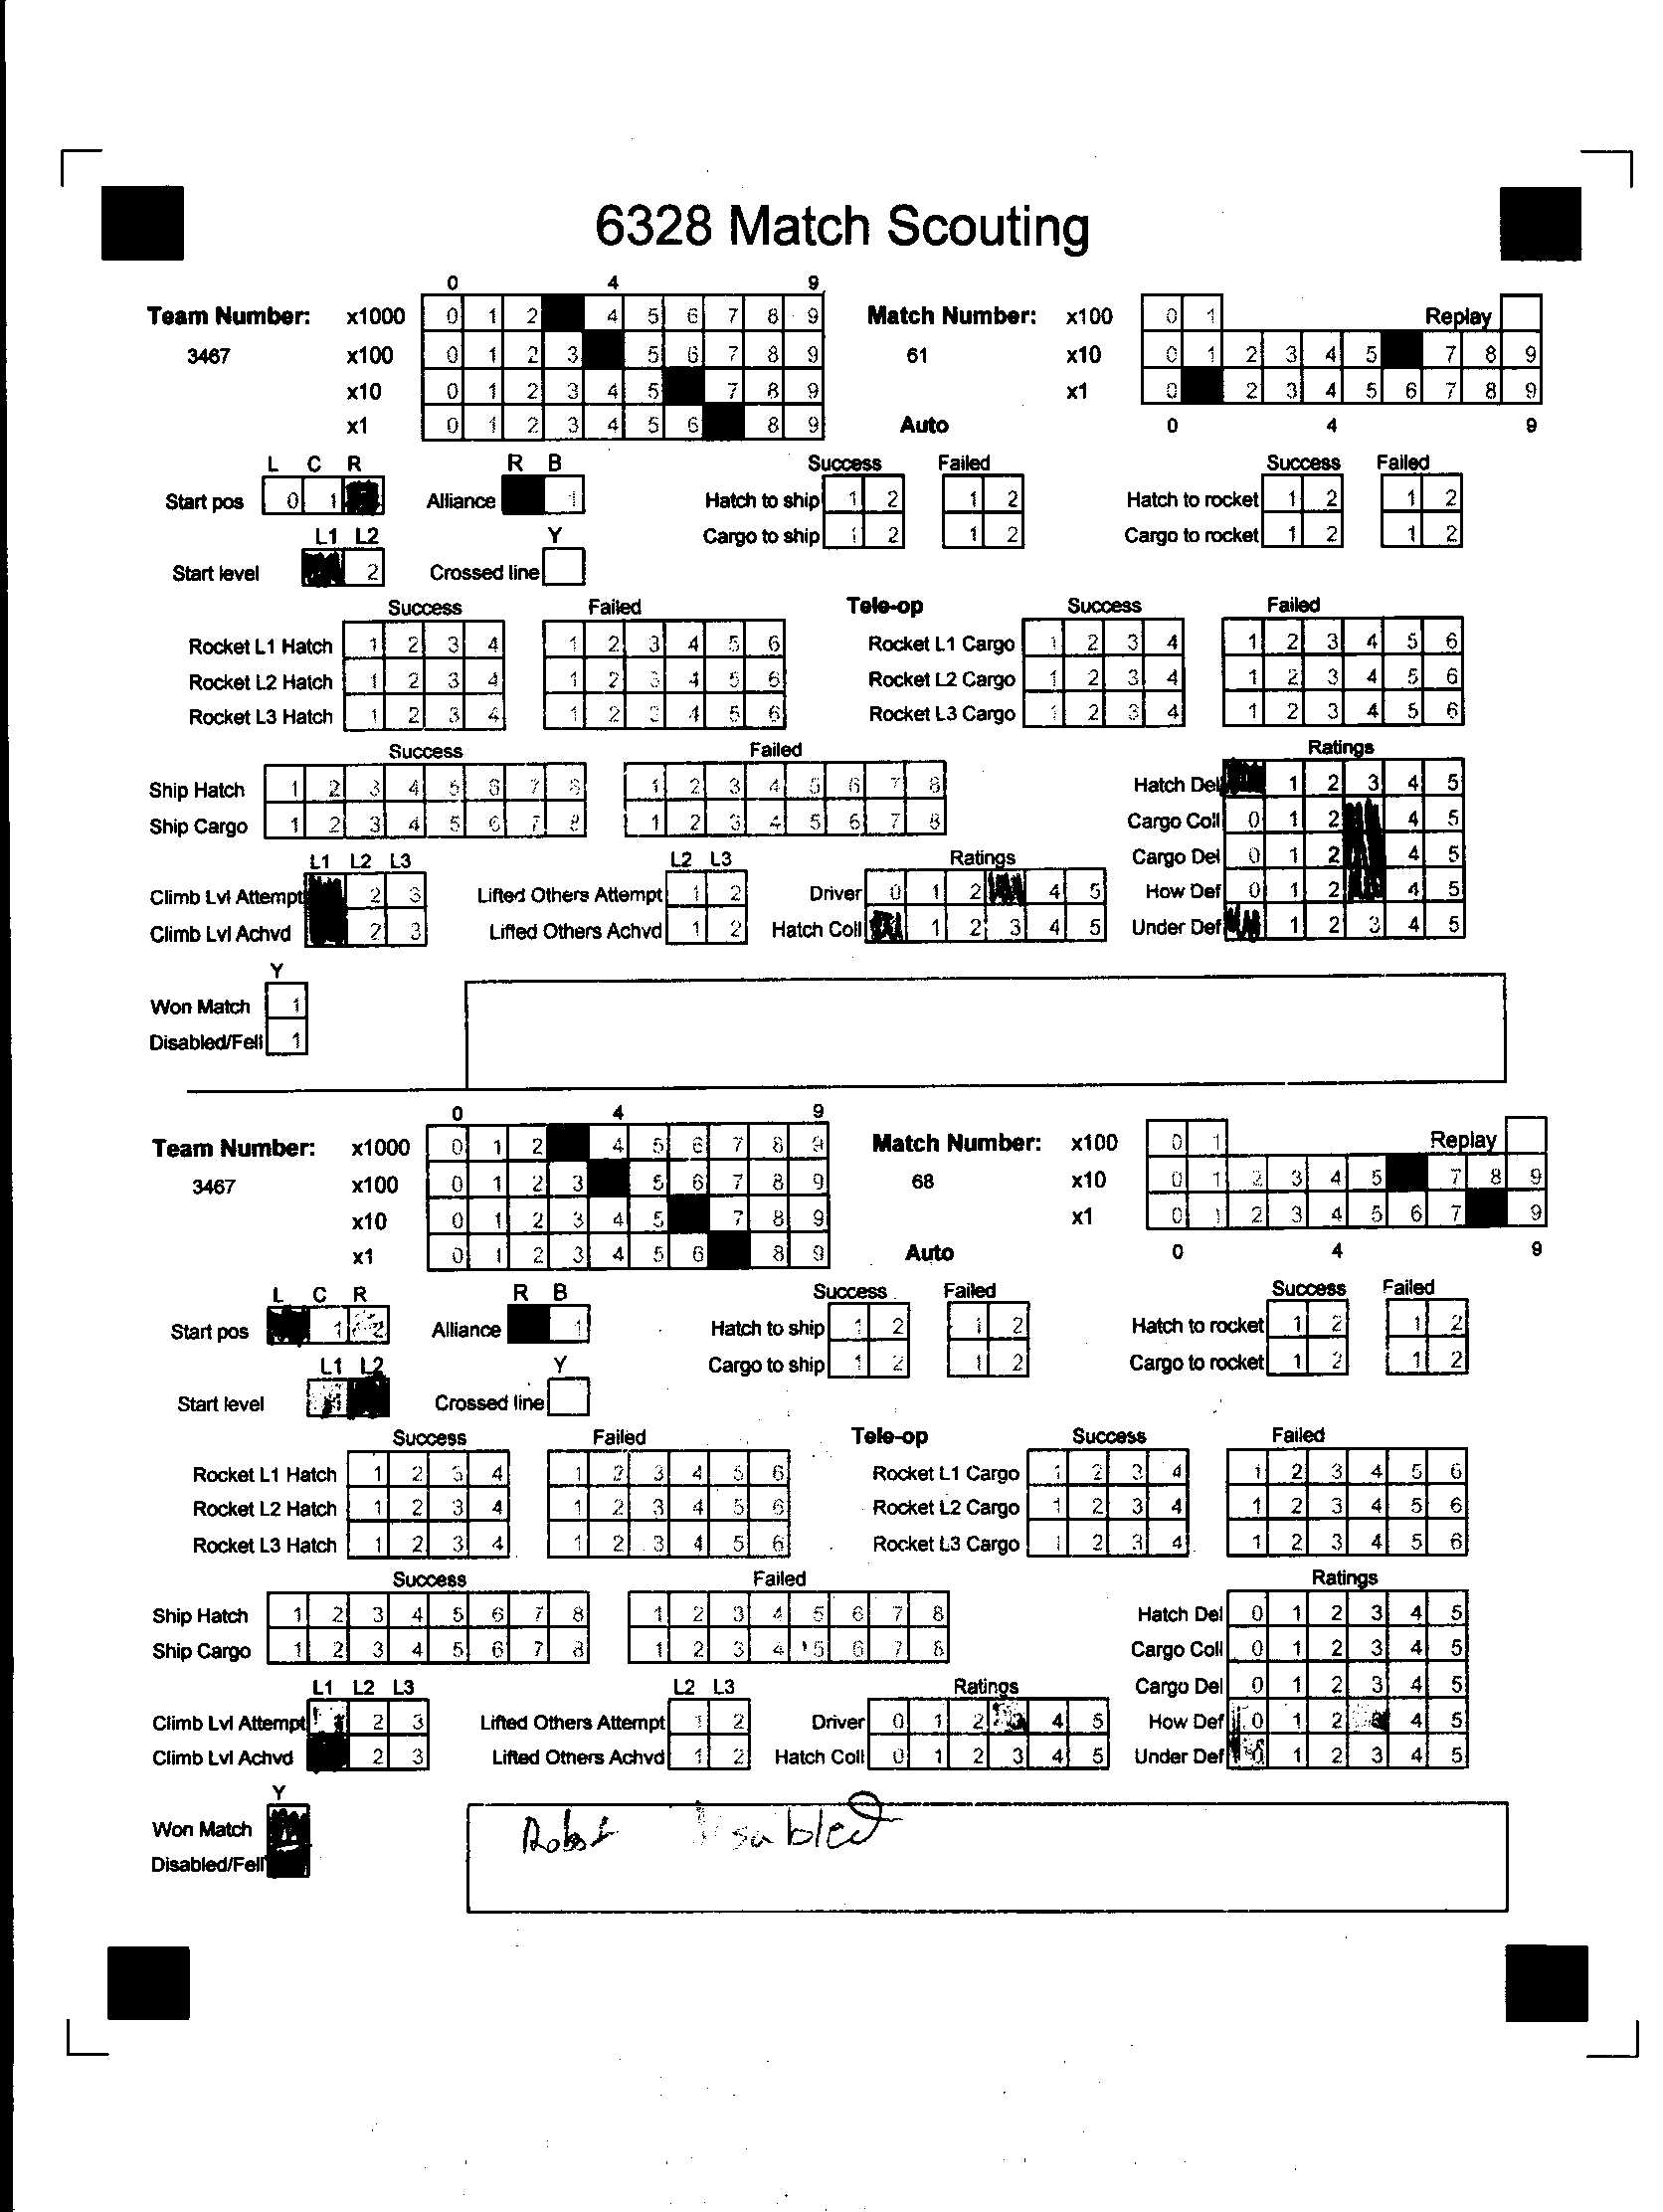 6328 Match Scouting
0 4 9
Team Number: x1000 0 1 2 4 5 6 7 8 9 Match Number: x100 0 1 Replay
3467 x100 0 1 2 3 5 6 7 8 9 61 x10 0 1 2 3 4 5 7 8 9
x10 0 1 2 3 4 5 7 8 9 x1 0 2 3 4 5 6 7 8 9
x1 0 1 2 3 4 5 6 8 9 Auto 0 4 9
L C R R B Success Failed Success Failed
Start pos 0 1 Alliance 1 Hatch to ship 1 2 1 2 Hatch to rocket 1 2 1 2
L1 L2 Y Cargo to ship 1 2 1 2 Cargo to rocket 1 2 1 2
Start level 2 Crossed line
Success Failed Tele-op Success Failed
Rocket L1 Hatch 1 2 3 4 1 2 3 4 5 6 Rocket L1 Cargo 1 2 3 4 1 2 3 4 5 6
Rocket L2 Hatch 1 2 3 4 1 2 3 4 5 6 Rocket L2 Cargo 1 2 3 4 1 2 3 4 5 6
Rocket L3 Hatch 1 2 3 4 1 2 3 4 5 6 Rocket L3 Cargo 1 2 3 4 1 2 3 4 5 6
Success Failed Ratings
Ship Hatch 1 2 3 4 5 6 7 8 1 2 3 4 5 6 7 8 Hatch Del 1 2 3 4 5
Ship Cargo 1 2 3 4 5 6 7 8 1 2 3 4 5 6 7 8 Cargo Coll 0 1 2 4 5
L1 L2 L3 L2 L3 Ratings Cargo Del 0 1 2 4 5
Climb Lvl Attempt 2 3 Lifted Others Attempt 1 2 Driver 0 1 2 4 5 How Def 0 1 2 4 5
Climb Lvl Achvd 2 3 Lifted Others Achvd 1 2 Hatch Coll 1 2 3 4 5 Under Def 1 2 3 4 5
Y
Won Match 1
Disabled/Fell 1
0 4 9
Team Number: x1000 0 1 2 4 5 6 7 8 9 Match Number: x100 0 1 Replay
3467 x100 0 1 2 3 5 6 7 8 9 68 x10 0 1 2 3 4 5 7 8 9
x10 0 1 2 3 4 5 7 8 9 x1 0 1 2 3 4 5 6 7 9
x1 0 1 2 3 4 5 6 8 9 Auto 0 4 9
L C R R B Success Failed Success Failed
Start pos 1 2 Alliance 1 Hatch to ship 1 2 1 2 Hatch to rocket 1 2 1 2
L1 L2 Y Cargo to ship 1 2 1 2 Cargo to rocket 1 2 1 2
Start level Crossed line
Success Failed Tele-op Success Failed
Rocket L1 Hatch 1 2 3 4 1 2 3 4 5 6 Rocket L1 Cargo 1 2 3 4 1 2 3 4 5 6
Rocket L2 Hatch 1 2 3 4 1 2 3 4 5 6 Rocket L2 Cargo 1 2 3 4 1 2 3 4 5 6
Rocket L3 Hatch 1 2 3 4 1 2 3 4 5 6 Rocket L3 Cargo 1 2 3 4 1 2 3 4 5 6
Success Failed Ratings
Ship Hatch 1 2 3 4 5 6 7 8 1 2 3 4 5 6 7 8 Hatch Del 0 1 2 3 4 5
Ship Cargo 1 2 3 4 5 6 7 8 1 2 3 4 5 6 7 8 Cargo Coll 0 1 2 3 4 5
L1 L2 L3 L2 L3 Ratings Cargo Del 0 1 2 3 4 5
Climb Lvl Attempt 1 2 3 Lifted Others Attempt 1 2 Driver 0 1 2 3 4 5 How Def 0 1 2 3 4 5
Climb Lvl Achvd 2 3 Lifted Others Achvd 1 2 Hatch Coll 0 1 2 3 4 5 Under Def 0 1 2 3 4 5
Y
Won Match
Disabled/Fell
Robot Disabled